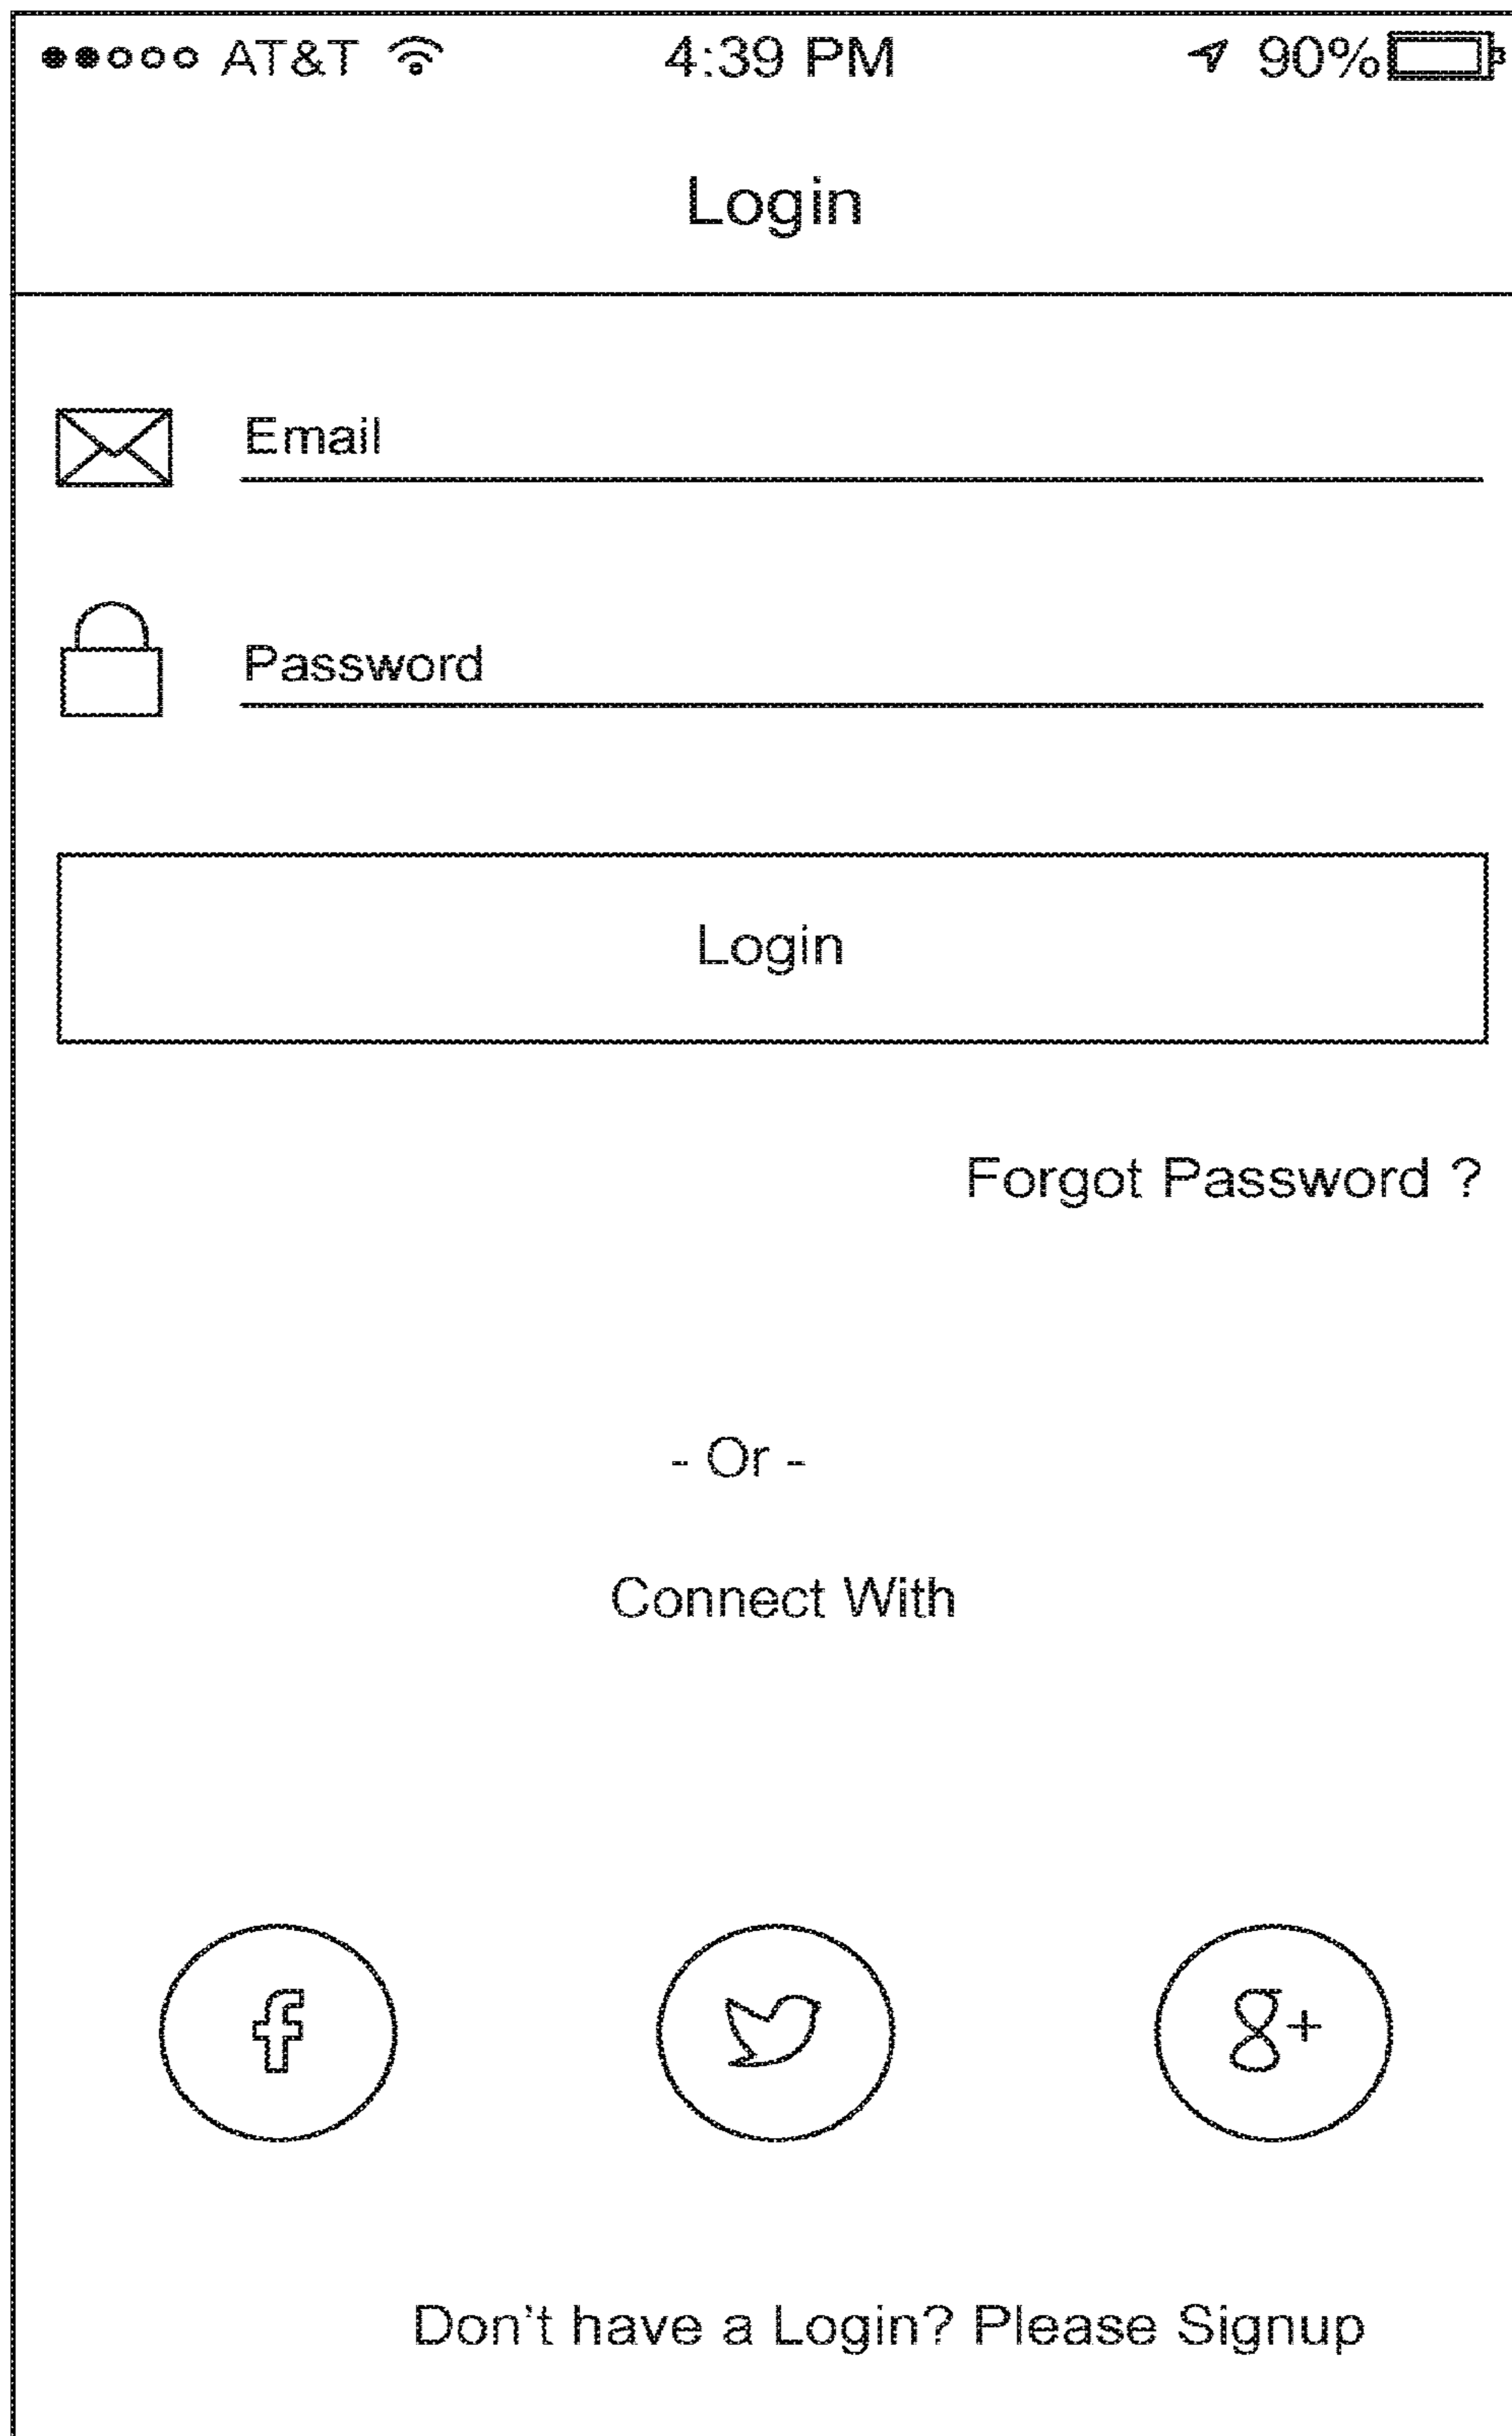 AT&T 4:39 PM 90%
Login
Email
Password
Login
Forgot Password ?
- Or -
Connect With
f g+
Don't have a Login? Please Signup